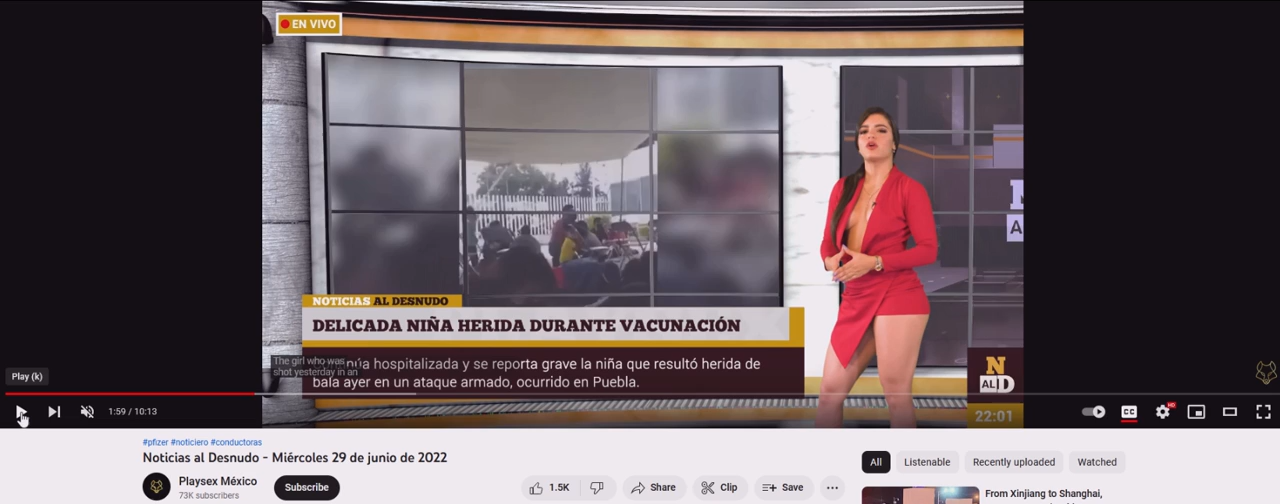 EN VIVO
N
A
NOTICIAS AL DESNUDO
DELICADA NIÑA HERIDA DURANTE VACUNACIÓN
hospitalizada y se reporta grave la niña que resultó herida de
bala ayer en un ataque armado, ocurrido en Puebla.
The girl who was
shot yesterday in an
N
AL D
22:01
Play (k)
1:59 / 10:13
CC
HD
#pfizer #noticiero #conductoras
Noticias al Desnudo - Miércoles 29 de junio de 2022
Playsex México
73K subscribers
Subscribe
1.5K
Share
Clip
Save
All
Listenable
Recently uploaded
Watched
From Xinjiang to Shanghai,